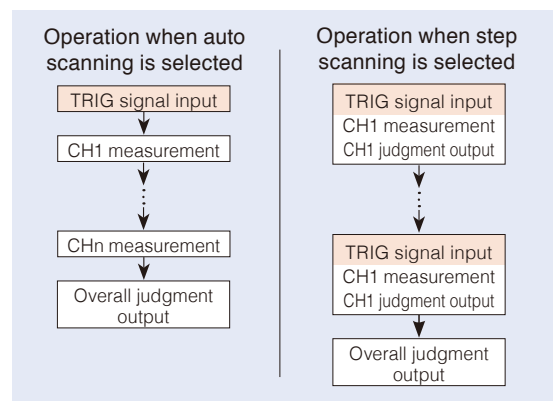 Operation when auto
scanning is selected
TRIG signal input
CH1 measurement
CHn measurement
Overall judgment
output
Operation when step
scanning is selected
TRIG signal input
CH1 measurement
CH1 judgment output
TRIG signal input
CH1 measurement
CH1 judgment output
Overall judgment
output